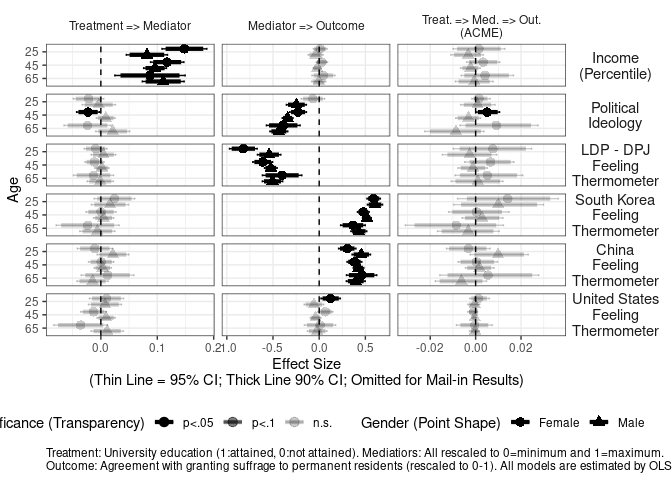 Treatment => Mediator
Mediator => Outcome
Treat. => Med. => Out.
(ACME)
25
45
65
Income
(Percentile)
25
45
65
Political
Ideology
25
45
65
LDP - DPJ
Feeling
Thermometer
25
45
65
South Korea
Feeling
Thermometer
25
45
65
China
Feeling
Thermometer
25
45
65
United States
Feeling
Thermometer
Age
0.0 0.1 0.2
1.0 -0.5 0.0 0.5
-0.02 0.00 0.02
Effect Size
(Thin Line = 95% CI; Thick Line 90% CI; Omitted for Mail-in Results)
ficance (Transparency) p<.05 p<.1 n.s. Gender (Point Shape) Female Male
Treatment: University education (1:attained, 0:not attained). Mediatiors: All rescaled to 0=minimum and 1=maximum.
Outcome: Agreement with granting suffrage to permanent residents (rescaled to 0-1). All models are estimated by OLS